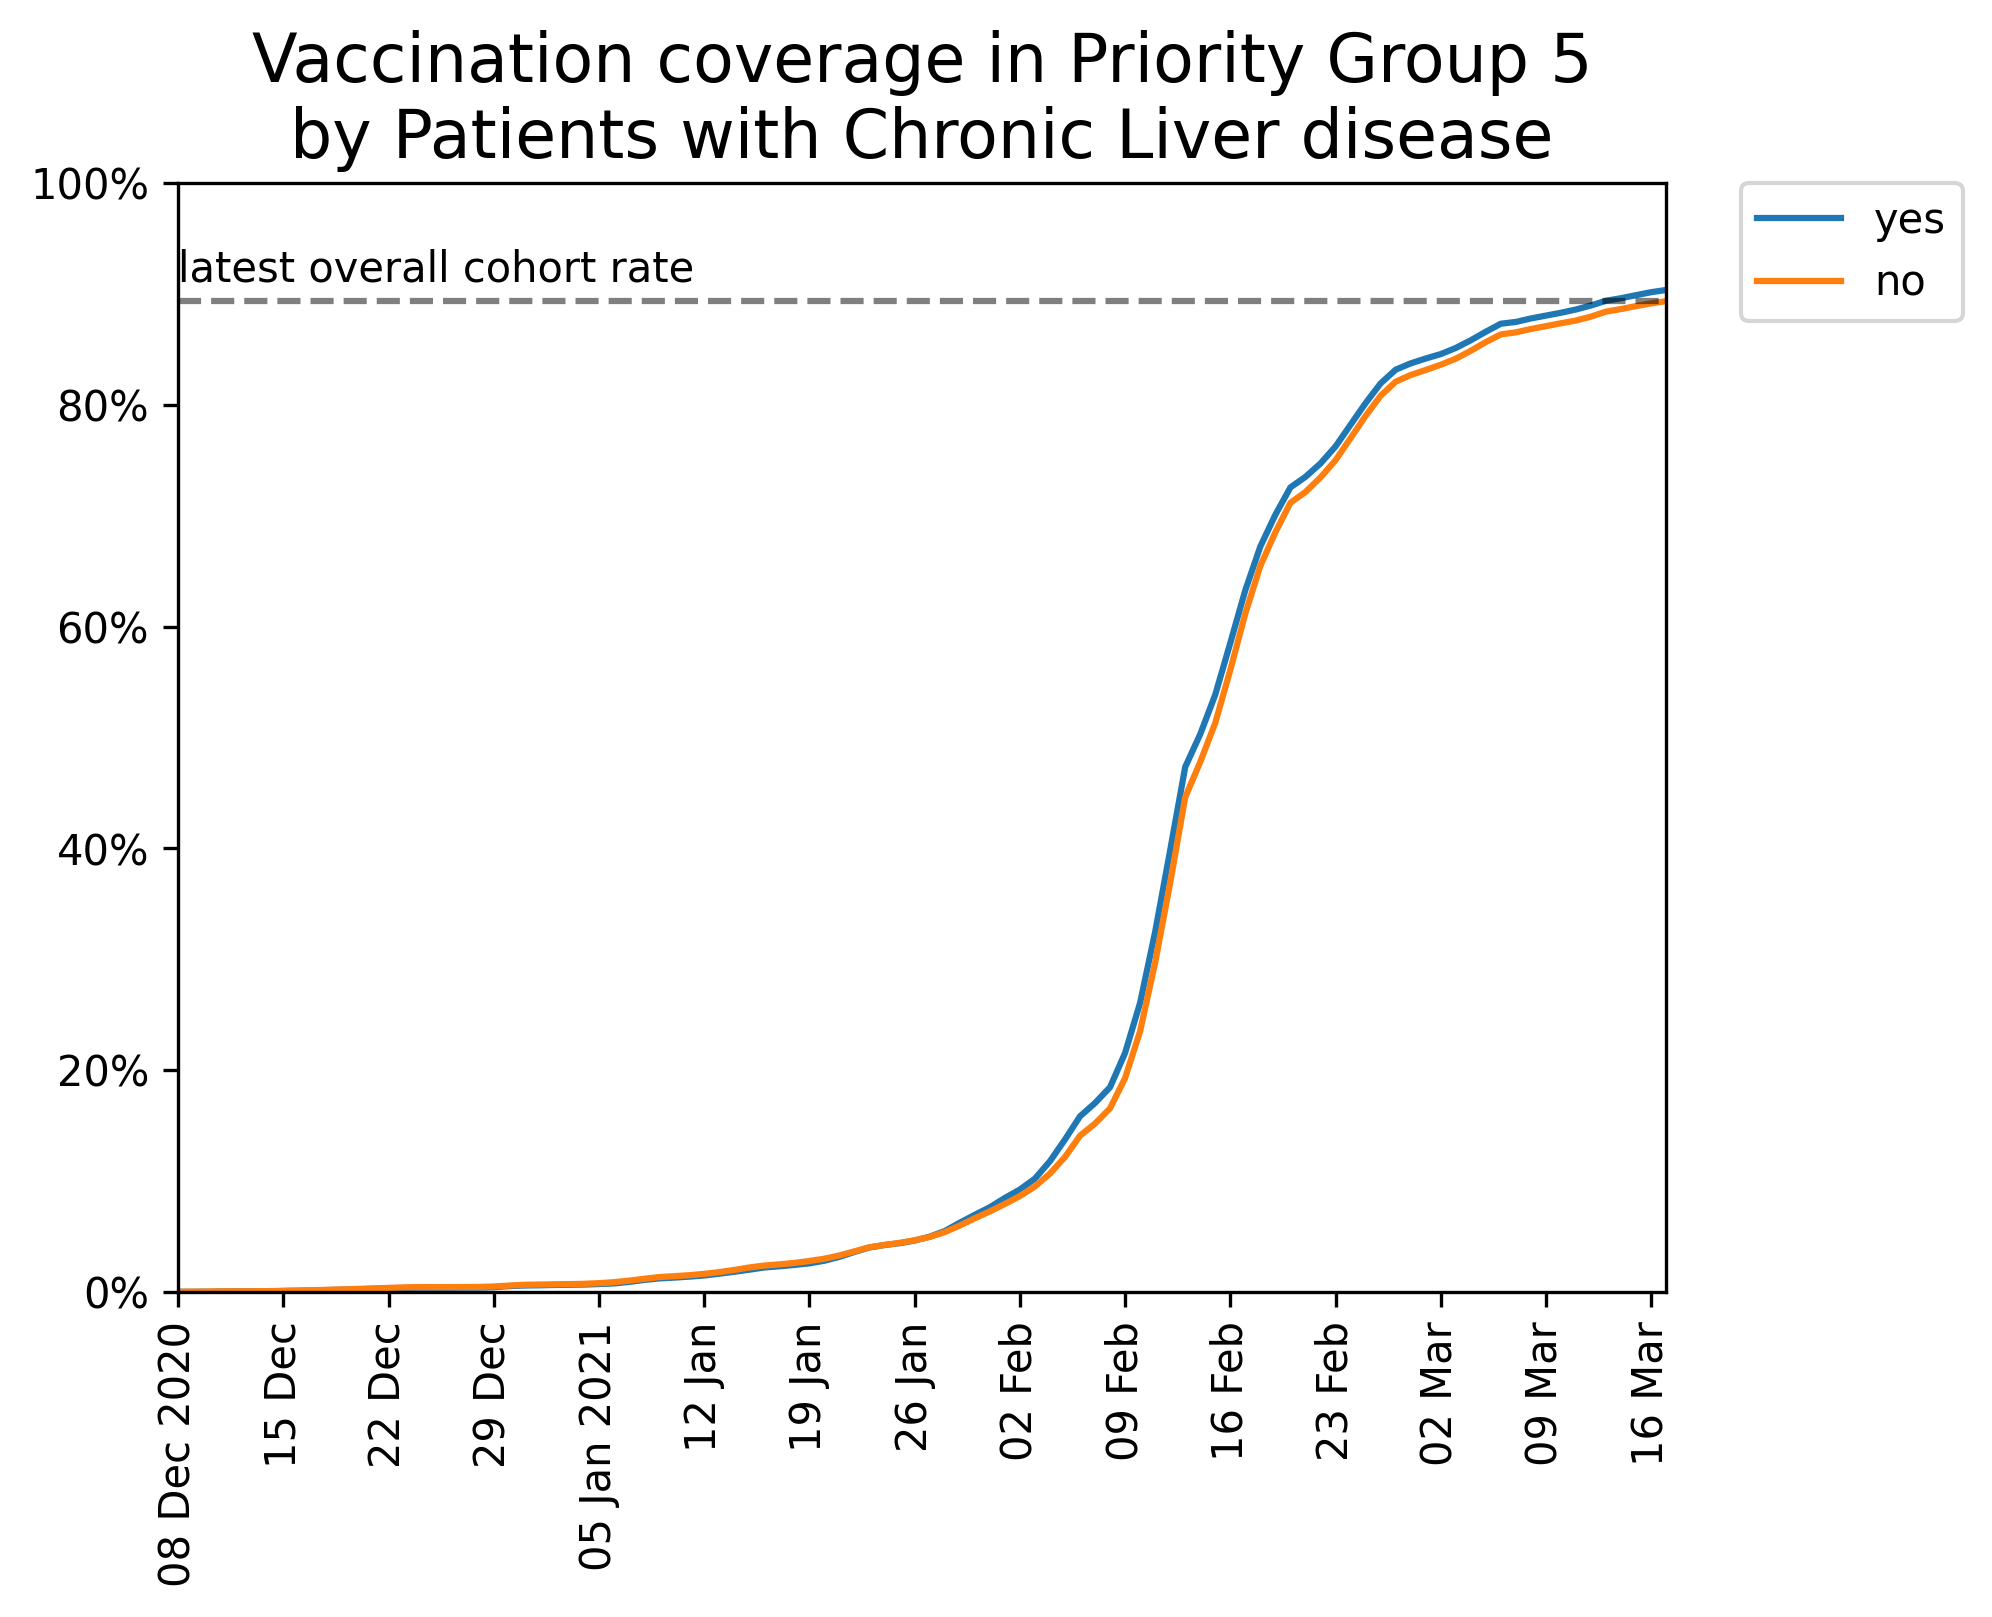 Vaccination coverage in Priority Group 5
by Patients with Chronic Liver disease
100%
80%
60%
40%
20%
0%
latest overall cohort rate
yes
no
08 Dec 2020
15 Dec
22 Dec
29 Dec
05 Jan 2021
12 Jan
19 Jan
26 Jan
02 Feb
09 Feb
16 Feb
23 Feb
02 Mar
09 Mar
16 Mar